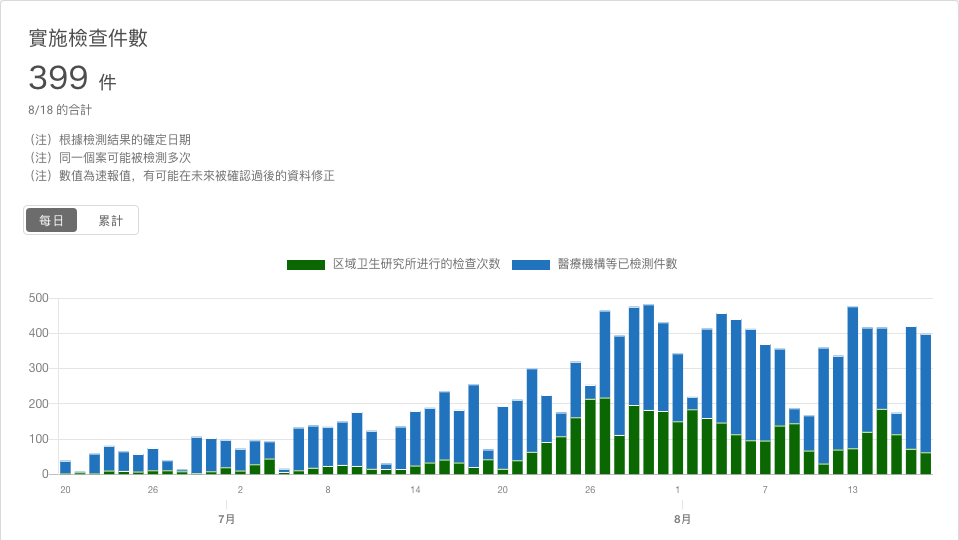 實施檢查件數
399 件
8/18 的合計
（注）根據檢測結果的確定日期
（注）同一個案可能被檢測多次
（注）數值為速報值，有可能在未來被確認過後的資料修正
每日 累計
区域卫生研究所进行的检查次数 醫療機構等已檢測件數
500
400
300
200
100
0
20 26 2 8 14 20 26 1 7 13
7月 8月